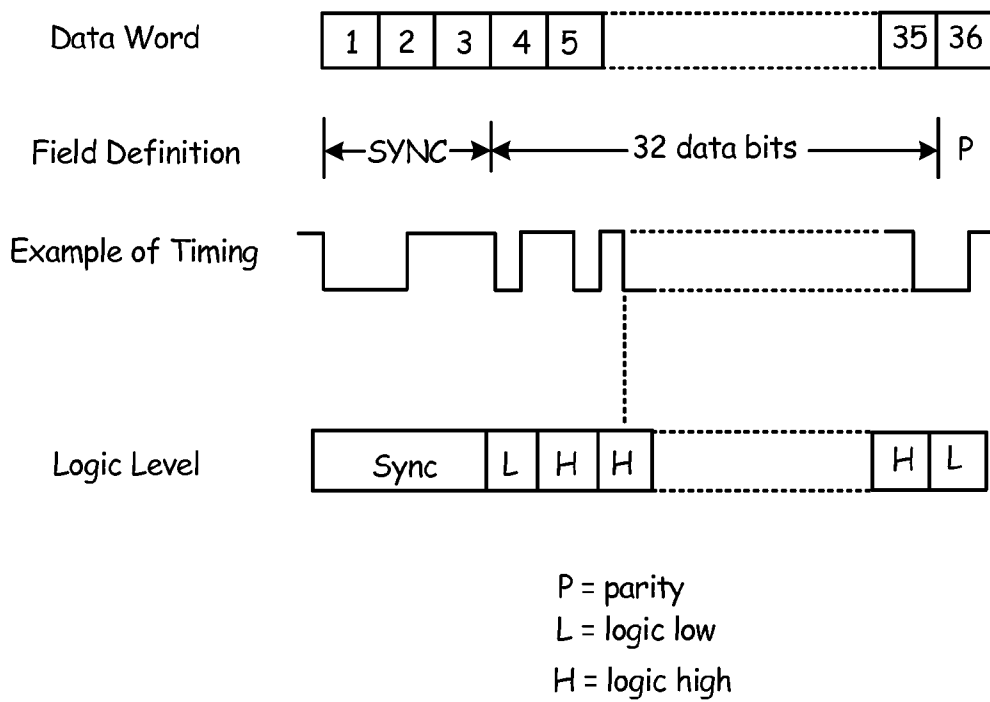 Data Word 1 2 3 4 5 35 36
Field Definition SYNC 32 data bits P
Example of Timing
Logic Level Sync L H H H L
P = parity
L = logic low
H = logic high